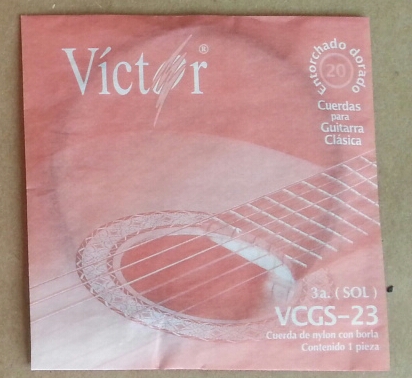 Víctor®
Entorchado dorado
20
Cuerdas
para
Guitarra
Clásica
3a. ( SOL )
VCGS-23
Cuerda de nylon con borla
Contenido 1 pieza